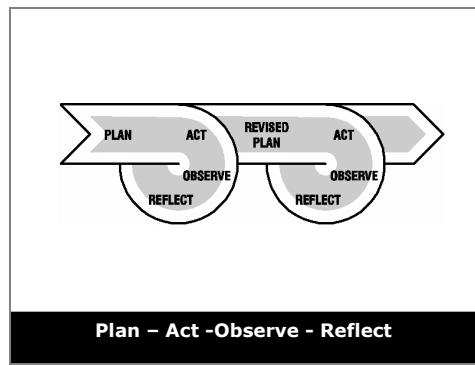 PLAN
ACT
OBSERVE
REFLECT
REVISED
PLAN
ACT
OBSERVE
REFLECT
Plan – Act -Observe - Reflect